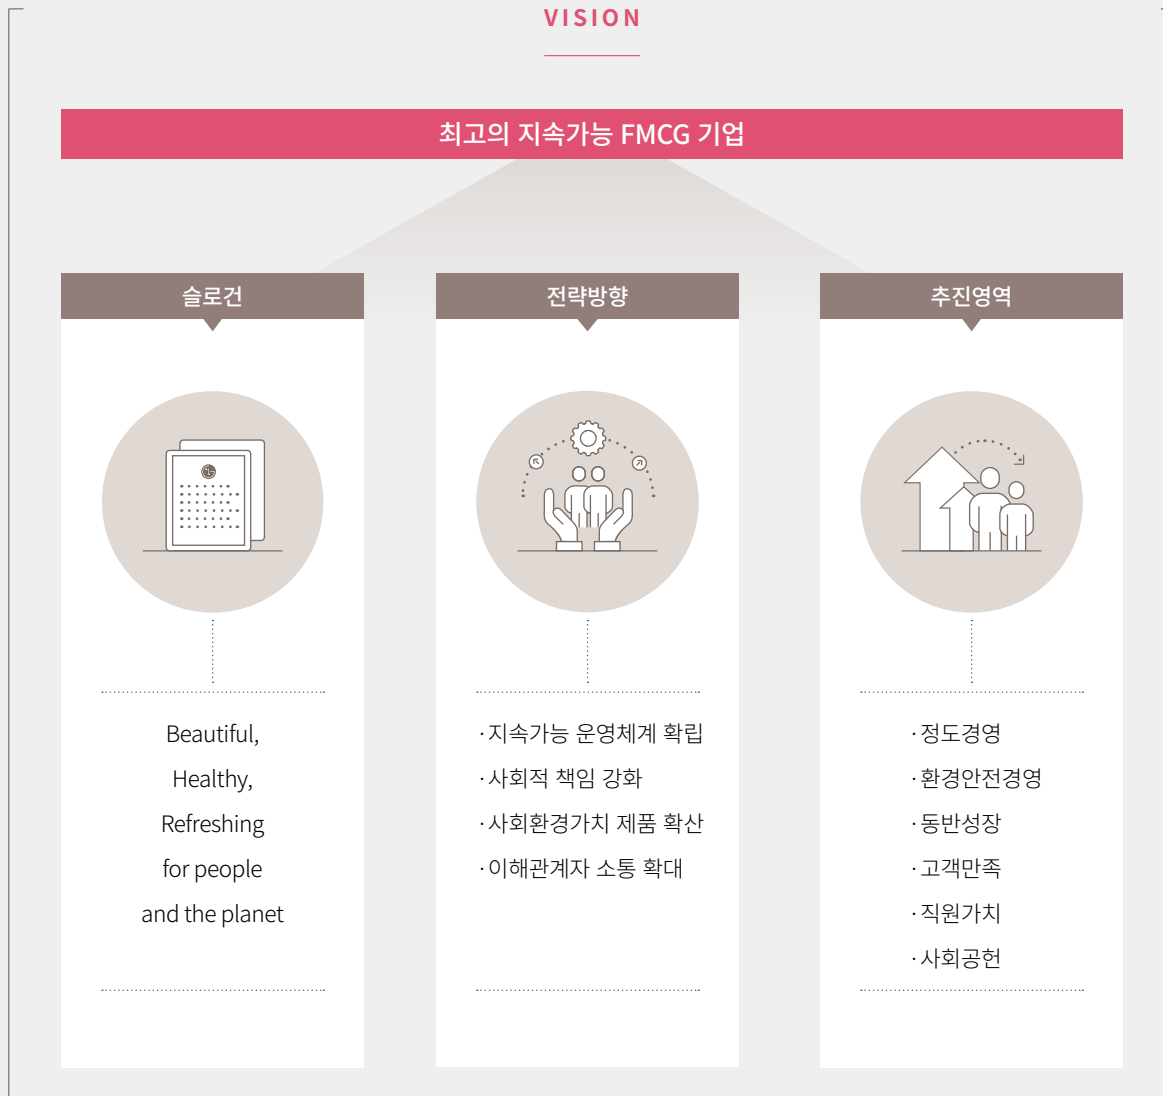 VISION
최고의 지속가능 FMCG 기업
슬로건
Beautiful,
Healthy,
Refreshing
for people
and the planet
전략방향
·지속가능 운영체계 확립
·사회적 책임 강화
·사회환경가치 제품 확산
·이해관계자 소통 확대
추진영역
·정도경영
·환경안전경영
·동반성장
·고객만족
·직원가치
·사회공헌